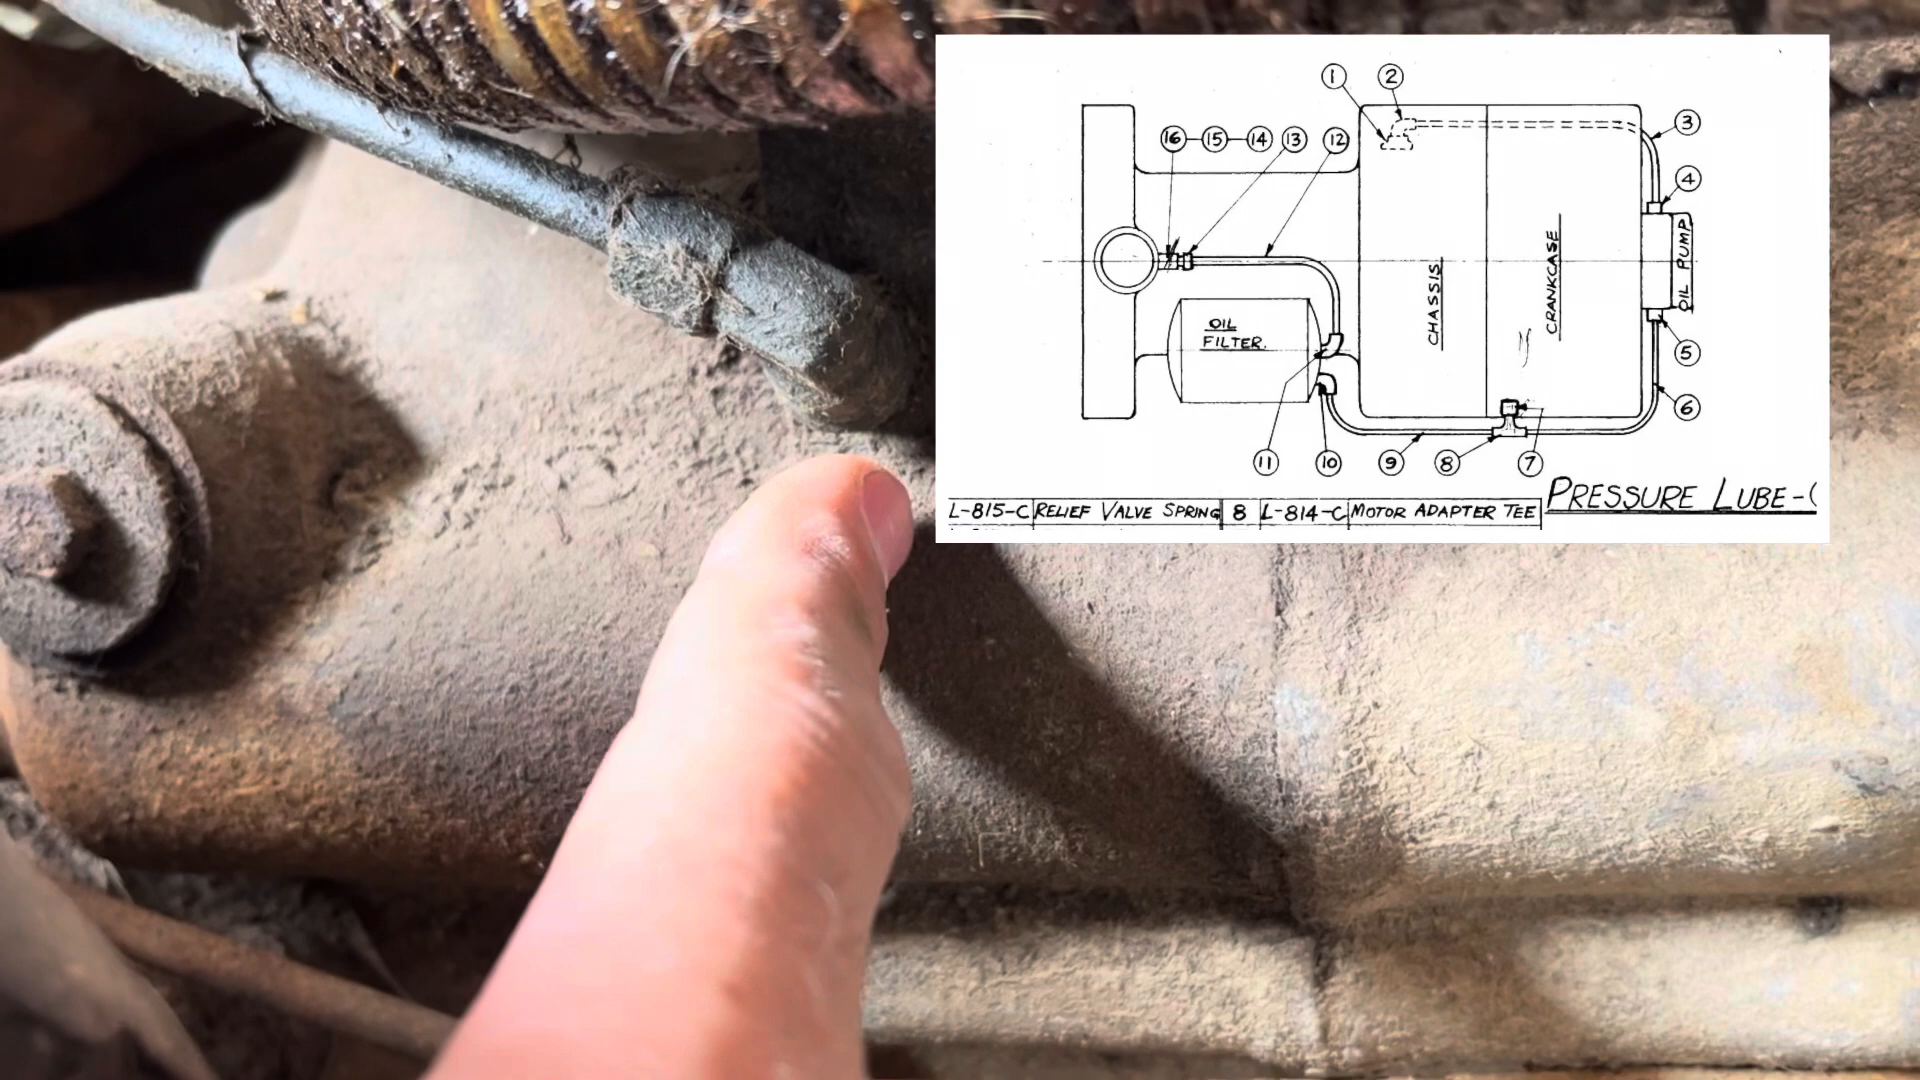 1 2
16 15 14 13 12 3
4
OIL PUMP
CRANKCASE
CHASSIS
OIL
FILTER.
5
6
11 10 9 8 7
PRESSURE LUBE-
L-815-C RELIEF VALVE SPRING 8 L-814-C MOTOR ADAPTER TEE